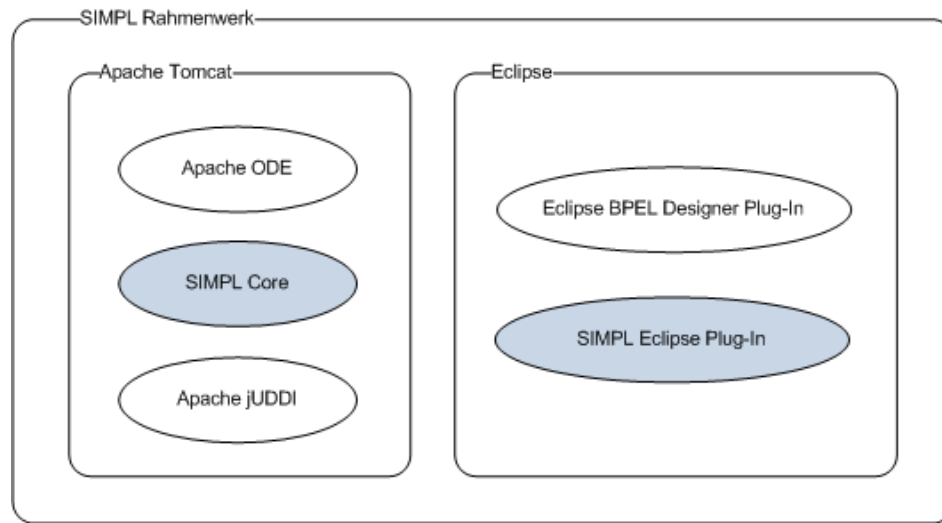 SIMPL Rahmenwerk
Apache Tomcat
Apache ODE
SIMPL Core
Apache jUDDI
Eclipse
Eclipse BPEL Designer Plug-In
SIMPL Eclipse Plug-In